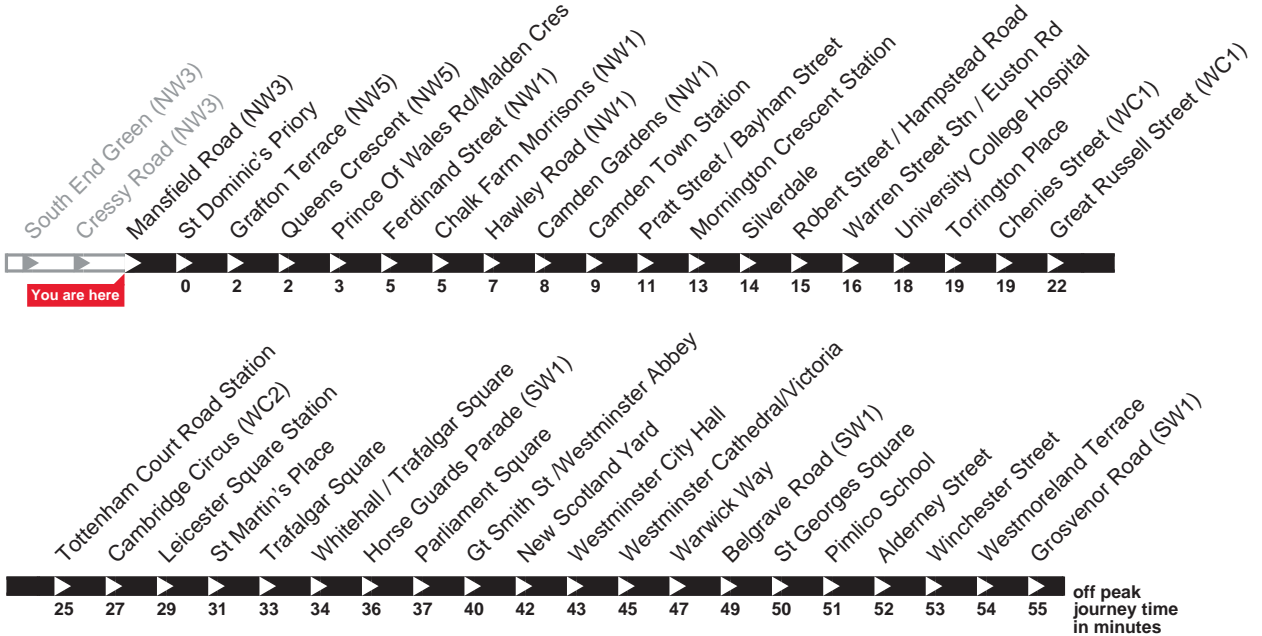 South End Green (NW3)
Cressy Road (NW3)
Mansfield Road (NW3)
St Dominic's Priory
Grafton Terrace (NW5)
Queens Crescent (NW5)
Prince Of Wales Rd/Malden Cres
Ferdinand Street (NW1)
Chalk Farm Morrisons (NW1)
Hawley Road (NW1)
Camden Gardens (NW1)
Camden Town Station
Pratt Street / Bayham Street
Mornington Crescent Station
Silverdale
Robert Street / Hampstead Road
Warren Street Stn / Euston Rd
University College Hospital
Torrington Place
Chenies Street (WC1)
Great Russell Street (WC1)
You are here
0 2 2 3 5 5 7 8 9 11 13 14 15 16 18 19 19 22
Tottenham Court Road Station
Cambridge Circus (WC2)
Leicester Square Station
St Martin's Place
Trafalgar Square
Whitehall / Trafalgar Square
Horse Guards Parade (SW1)
Parliament Square
Gt Smith St /Westminster Abbey
New Scotland Yard
Westminster City Hall
Westminster Cathedral/Victoria
Warwick Way
Belgrave Road (SW1)
St Georges Square
Pimlico School
Alderney Street
Winchester Street
Westmoreland Terrace
Grosvenor Road (SW1)
25 27 29 31 33 34 36 37 40 42 43 45 47 49 50 51 52 53 54 55
off peak
journey time
in minutes